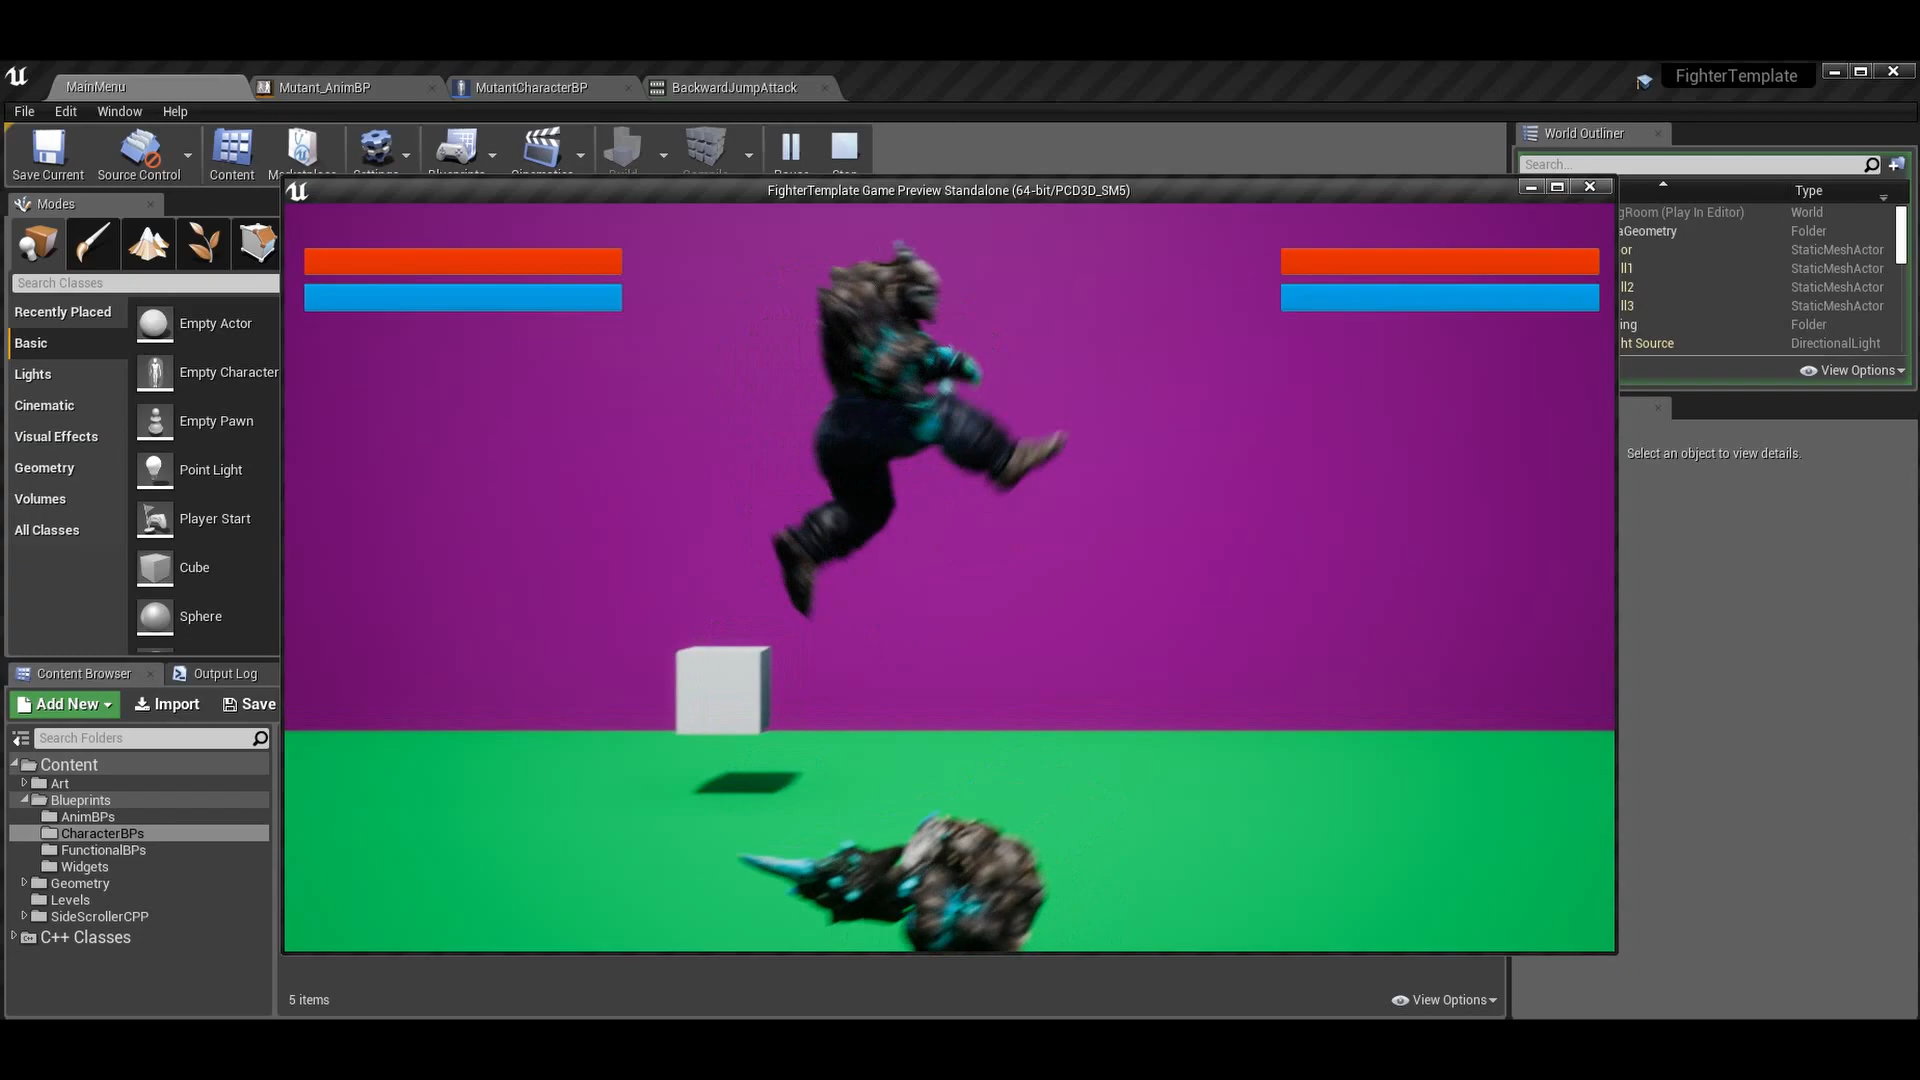 MainMenu
Mutant_AnimBP
MutantCharacterBP
BackwardJumpAttack
FighterTemplate
File
Edit
Window
Help
Save Current
Source Control
Content
World Outliner
Search...
FighterTemplate Game Preview Standalone (64-bit/PCD3D_SM5)
Type
Modes
gRoom (Play In Editor)
World
aGeometry
Folder
or
StaticMeshActor
ll1
StaticMeshActor
ll2
StaticMeshActor
ll3
StaticMeshActor
ing
Folder
ht Source
DirectionalLight
View Options
Search Classes
Recently Placed
Basic
Lights
Cinematic
Visual Effects
Geometry
Volumes
All Classes
Empty Actor
Empty Character
Empty Pawn
Point Light
Player Start
Cube
Sphere
Select an object to view details.
Content Browser
Output Log
Add New
Import
Save
Search Folders
Content
Art
Blueprints
AnimBPs
CharacterBPs
FunctionalBPs
Widgets
Geometry
Levels
SideScrollerCPP
C++ Classes
5 items
View Options